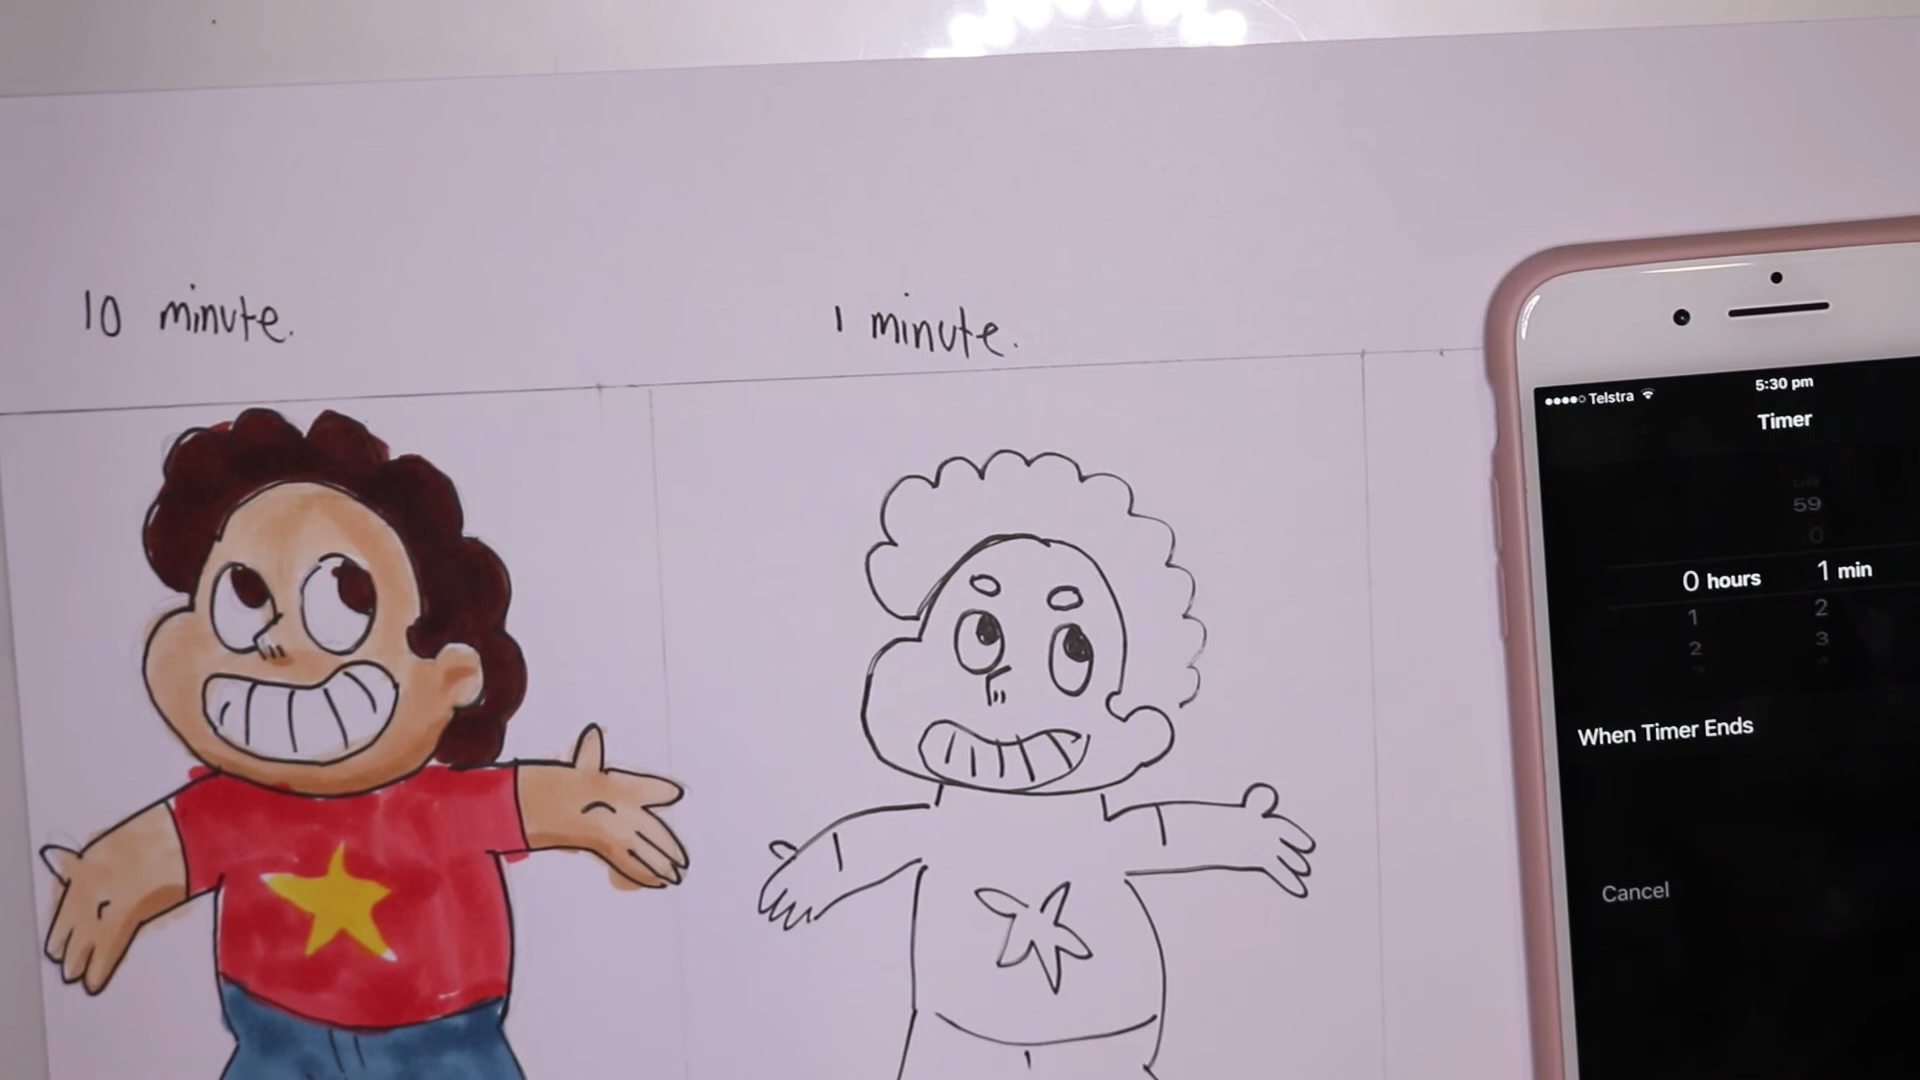 10 minute.
1 minute.
Telstra
5:30 pm
Timer
59
0
0 hours 1 min
1 2
2 3
When Timer Ends
Cancel